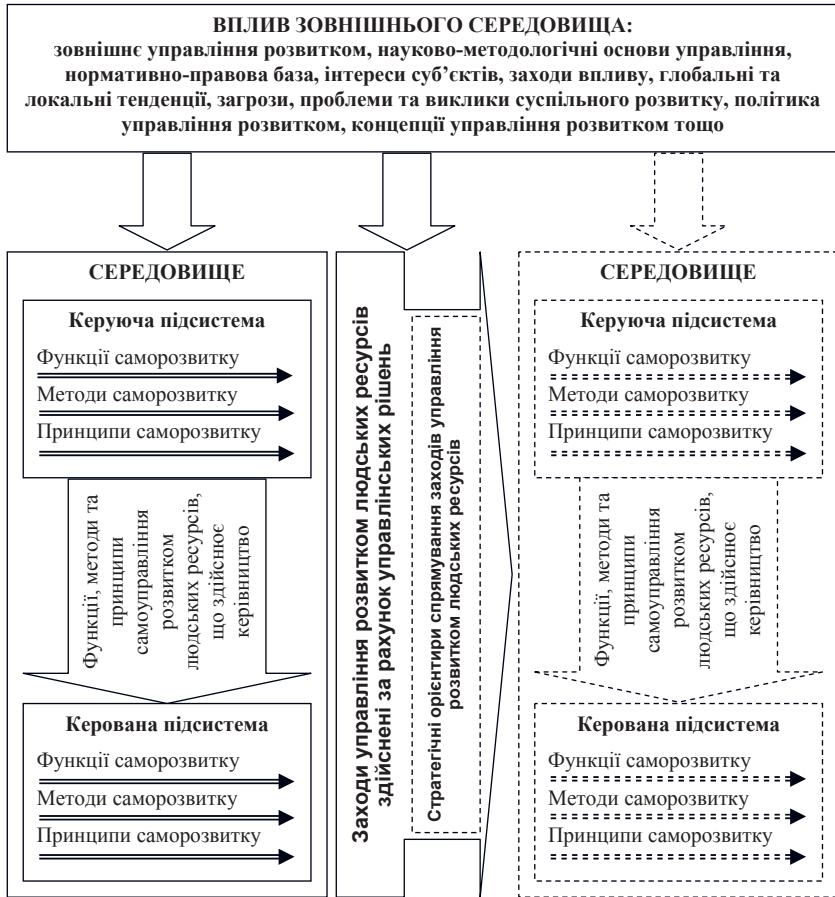 ВПЛИВ ЗОВНІШНЬОГО СЕРЕДОВИЩА:
зовнішнє управління розвитком, науково-методологічні основи управління,
нормативно-правова база, інтереси суб’єктів, заходи впливу, глобальні та
локальні тенденції, загрози, проблеми та виклики суспільного розвитку, політика
управління розвитком, концепції управління розвитком тощо
СЕРЕДОВИЩЕ
Керуюча підсистема
Функції саморозвитку
Методи саморозвитку
Принципи саморозвитку
Функції, методи та
принципи
самоуправління
розвитком
людських ресурсів,
що здійснює
керівництво
Керована підсистема
Функції саморозвитку
Методи саморозвитку
Принципи саморозвитку
Заходи управління розвитком людських ресурсів
здійснені за рахунок управлінських рішень
Стратегічні орієнтири спрямування заходів управління
розвитком людських ресурсів
СЕРЕДОВИЩЕ
Керуюча підсистема
Функції саморозвитку
Методи саморозвитку
Принципи саморозвитку
Функції, методи та
принципи
самоуправління
розвитком
людських ресурсів,
що здійснює
керівництво
Керована підсистема
Функції саморозвитку
Методи саморозвитку
Принципи саморозвитку